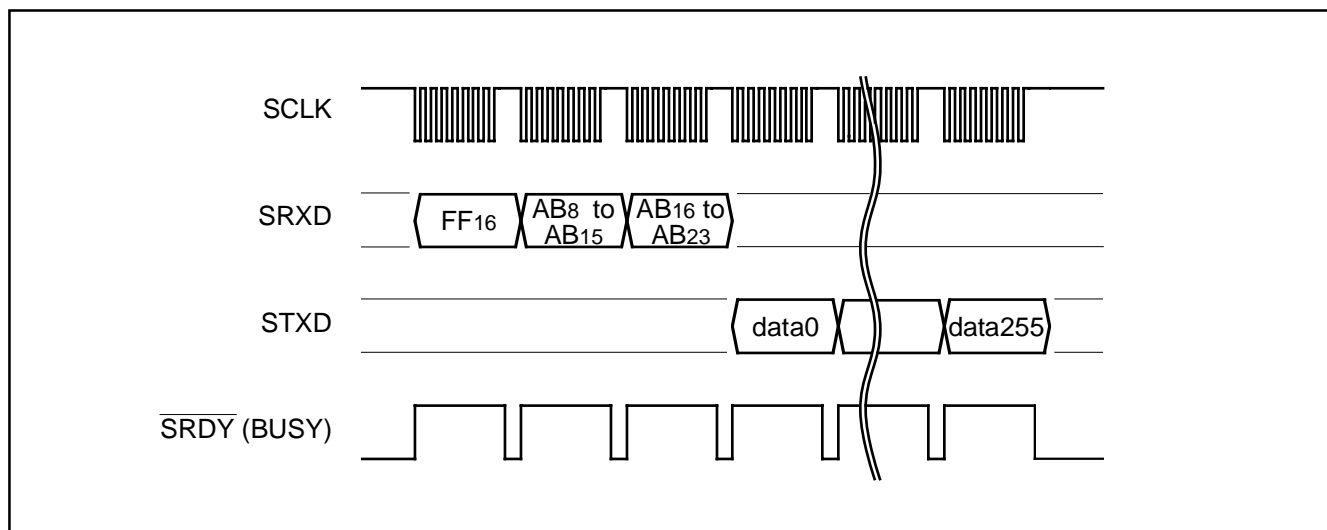 SCLK
SRXD
FF16
AB8 to
AB15
AB16 to
AB23
STXD
data0
data255
SRDY (BUSY)